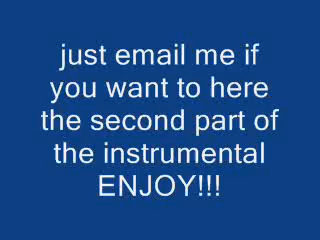 just email me if
you want to here
the second part of
the instrumental
ENJOY!!!